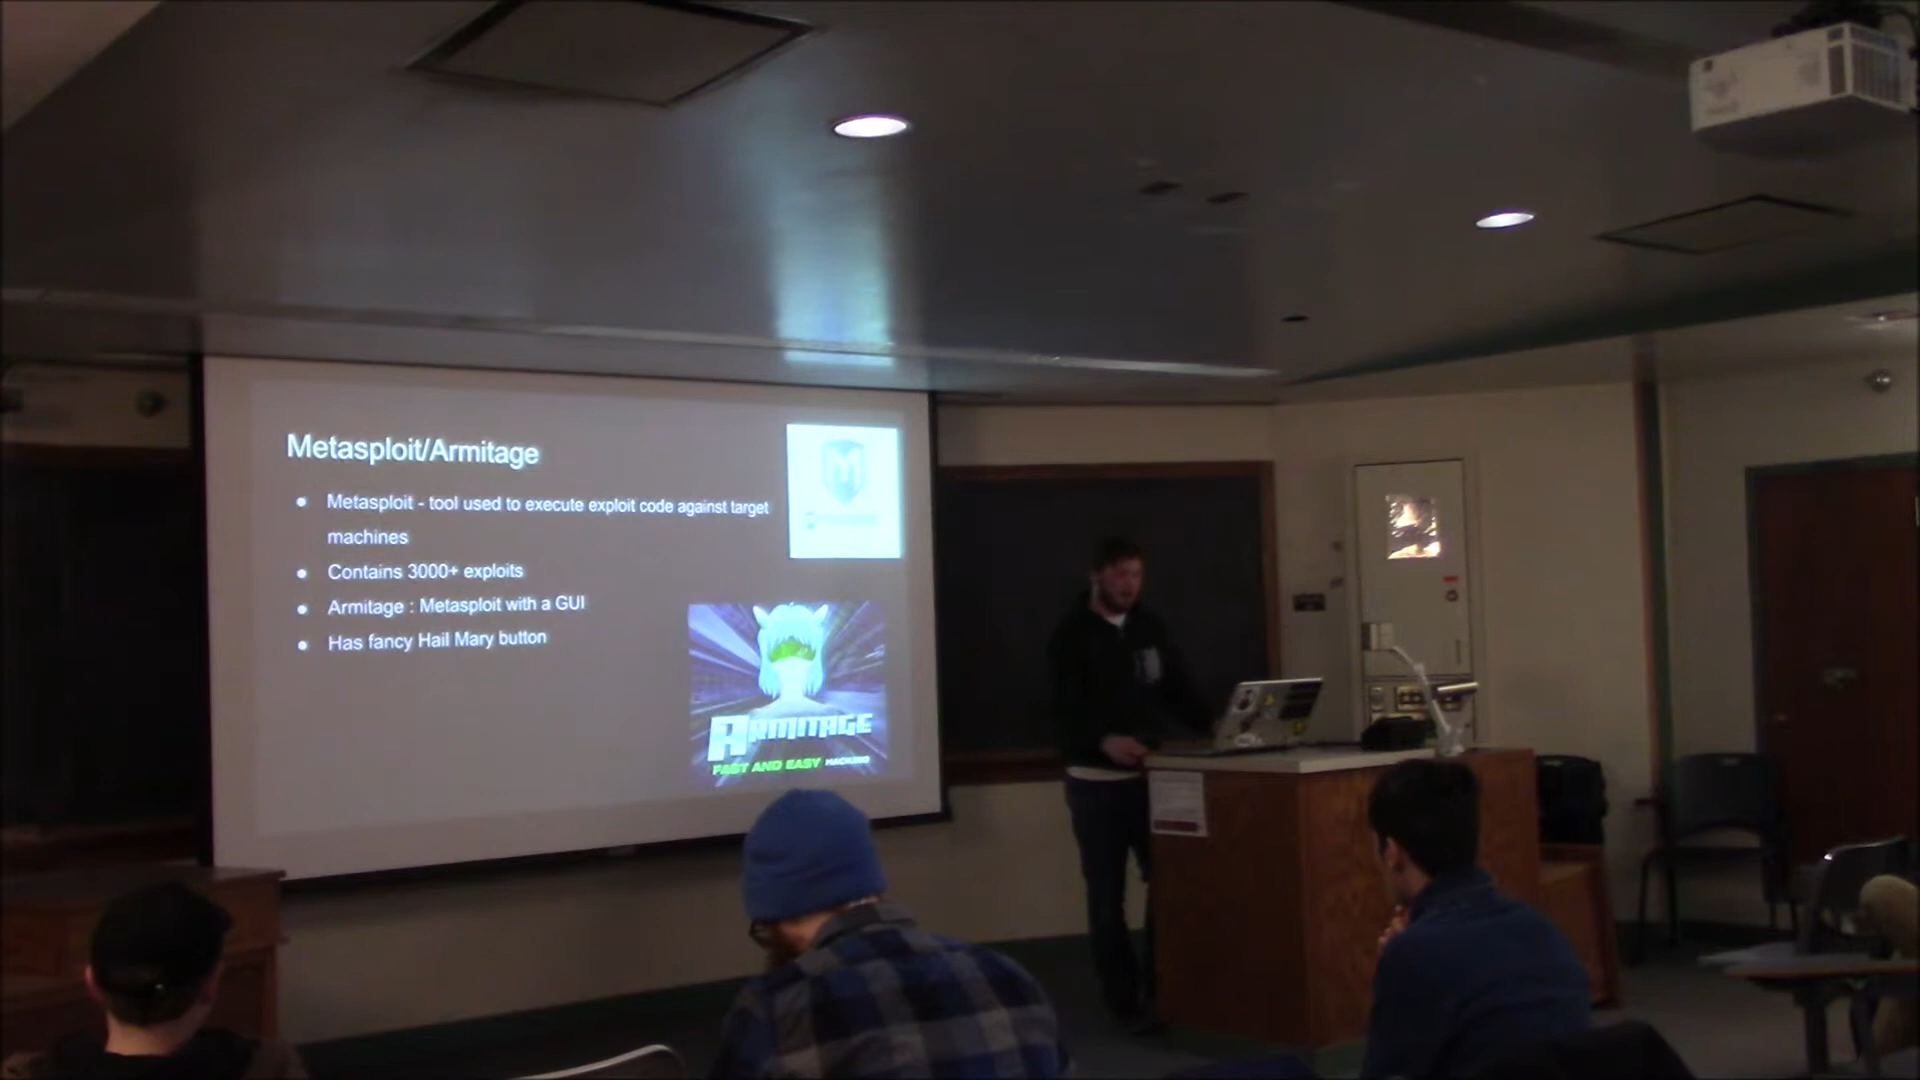 Metasploit/Armitage
● Metasploit - tool used to execute exploit code against target
machines
● Contains 3000+ exploits
● Armitage : Metasploit with a GUI
● Has fancy Hail Mary button
M
ARMITAGE
FAST AND EASY HACKING